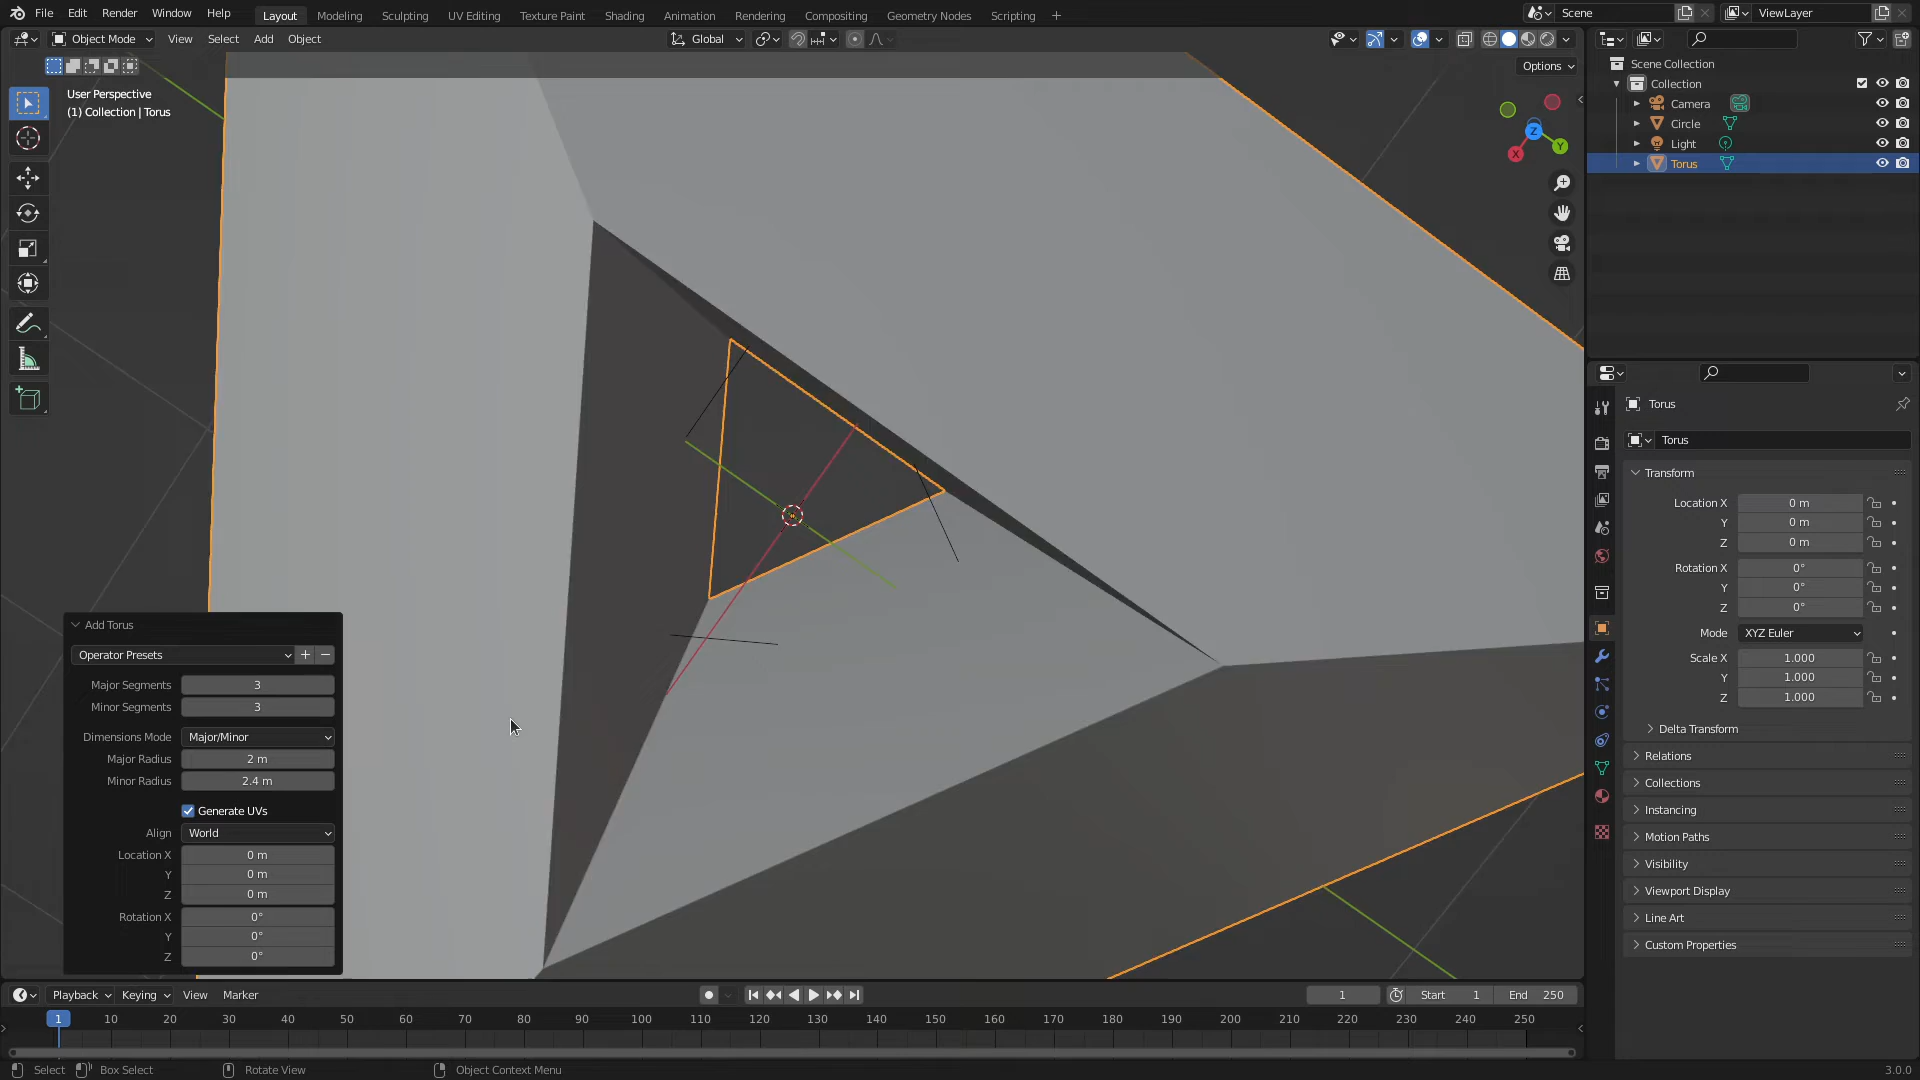 File Edit Render Window Help Layout Modeling Sculpting UV Editing Texture Paint Shading Animation Rendering Compositing Geometry Nodes Scripting + Scene ViewLayer
Object Mode View Select Add Object Global
Options
User Perspective
(1) Collection | Torus
Z
Y
X
Scene Collection
Collection
Camera
Circle
Light
Torus
Torus
Torus
Transform
Location X 0 m
Y 0 m
Z 0 m
Rotation X 0°
Y 0°
Z 0°
Mode XYZ Euler
Scale X 1.000
Y 1.000
Z 1.000
Delta Transform
Relations
Collections
Instancing
Motion Paths
Visibility
Viewport Display
Line Art
Custom Properties
Add Torus
Operator Presets
Major Segments 3
Minor Segments 3
Dimensions Mode Major/Minor
Major Radius 2 m
Minor Radius 2.4 m
Generate UVs
Align World
Location X 0 m
Y 0 m
Z 0 m
Rotation X 0°
Y 0°
Z 0°
Playback Keying View Marker 1 Start 1 End 250
1 10 20 30 40 50 60 70 80 90 100 110 120 130 140 150 160 170 180 190 200 210 220 230 240 250
Select Box Select Rotate View Object Context Menu 3.0.0